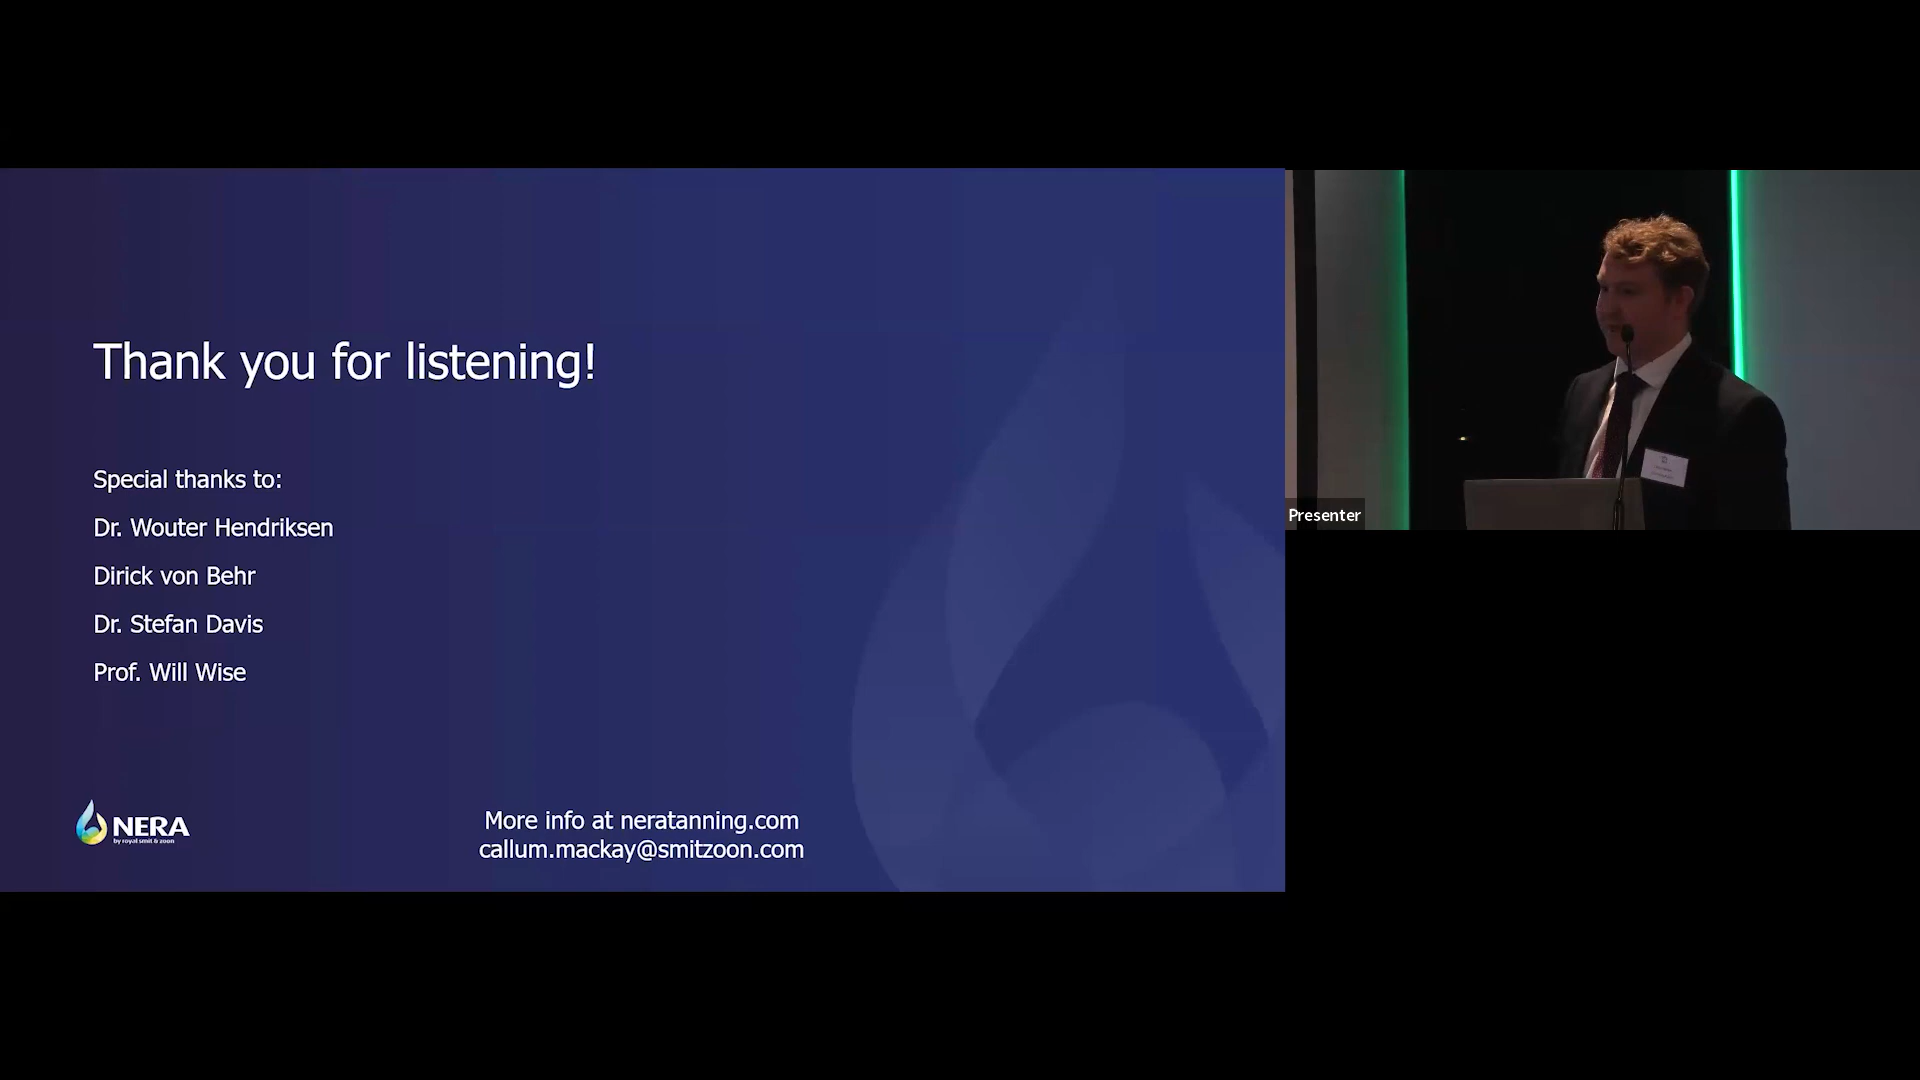 Thank you for listening!
Special thanks to:
Dr. Wouter Hendriksen
Dirick von Behr
Dr. Stefan Davis
Prof. Will Wise
NERA
by royal smit & zoon
More info at neratanning.com
callum.mackay@smitzoon.com
Presenter